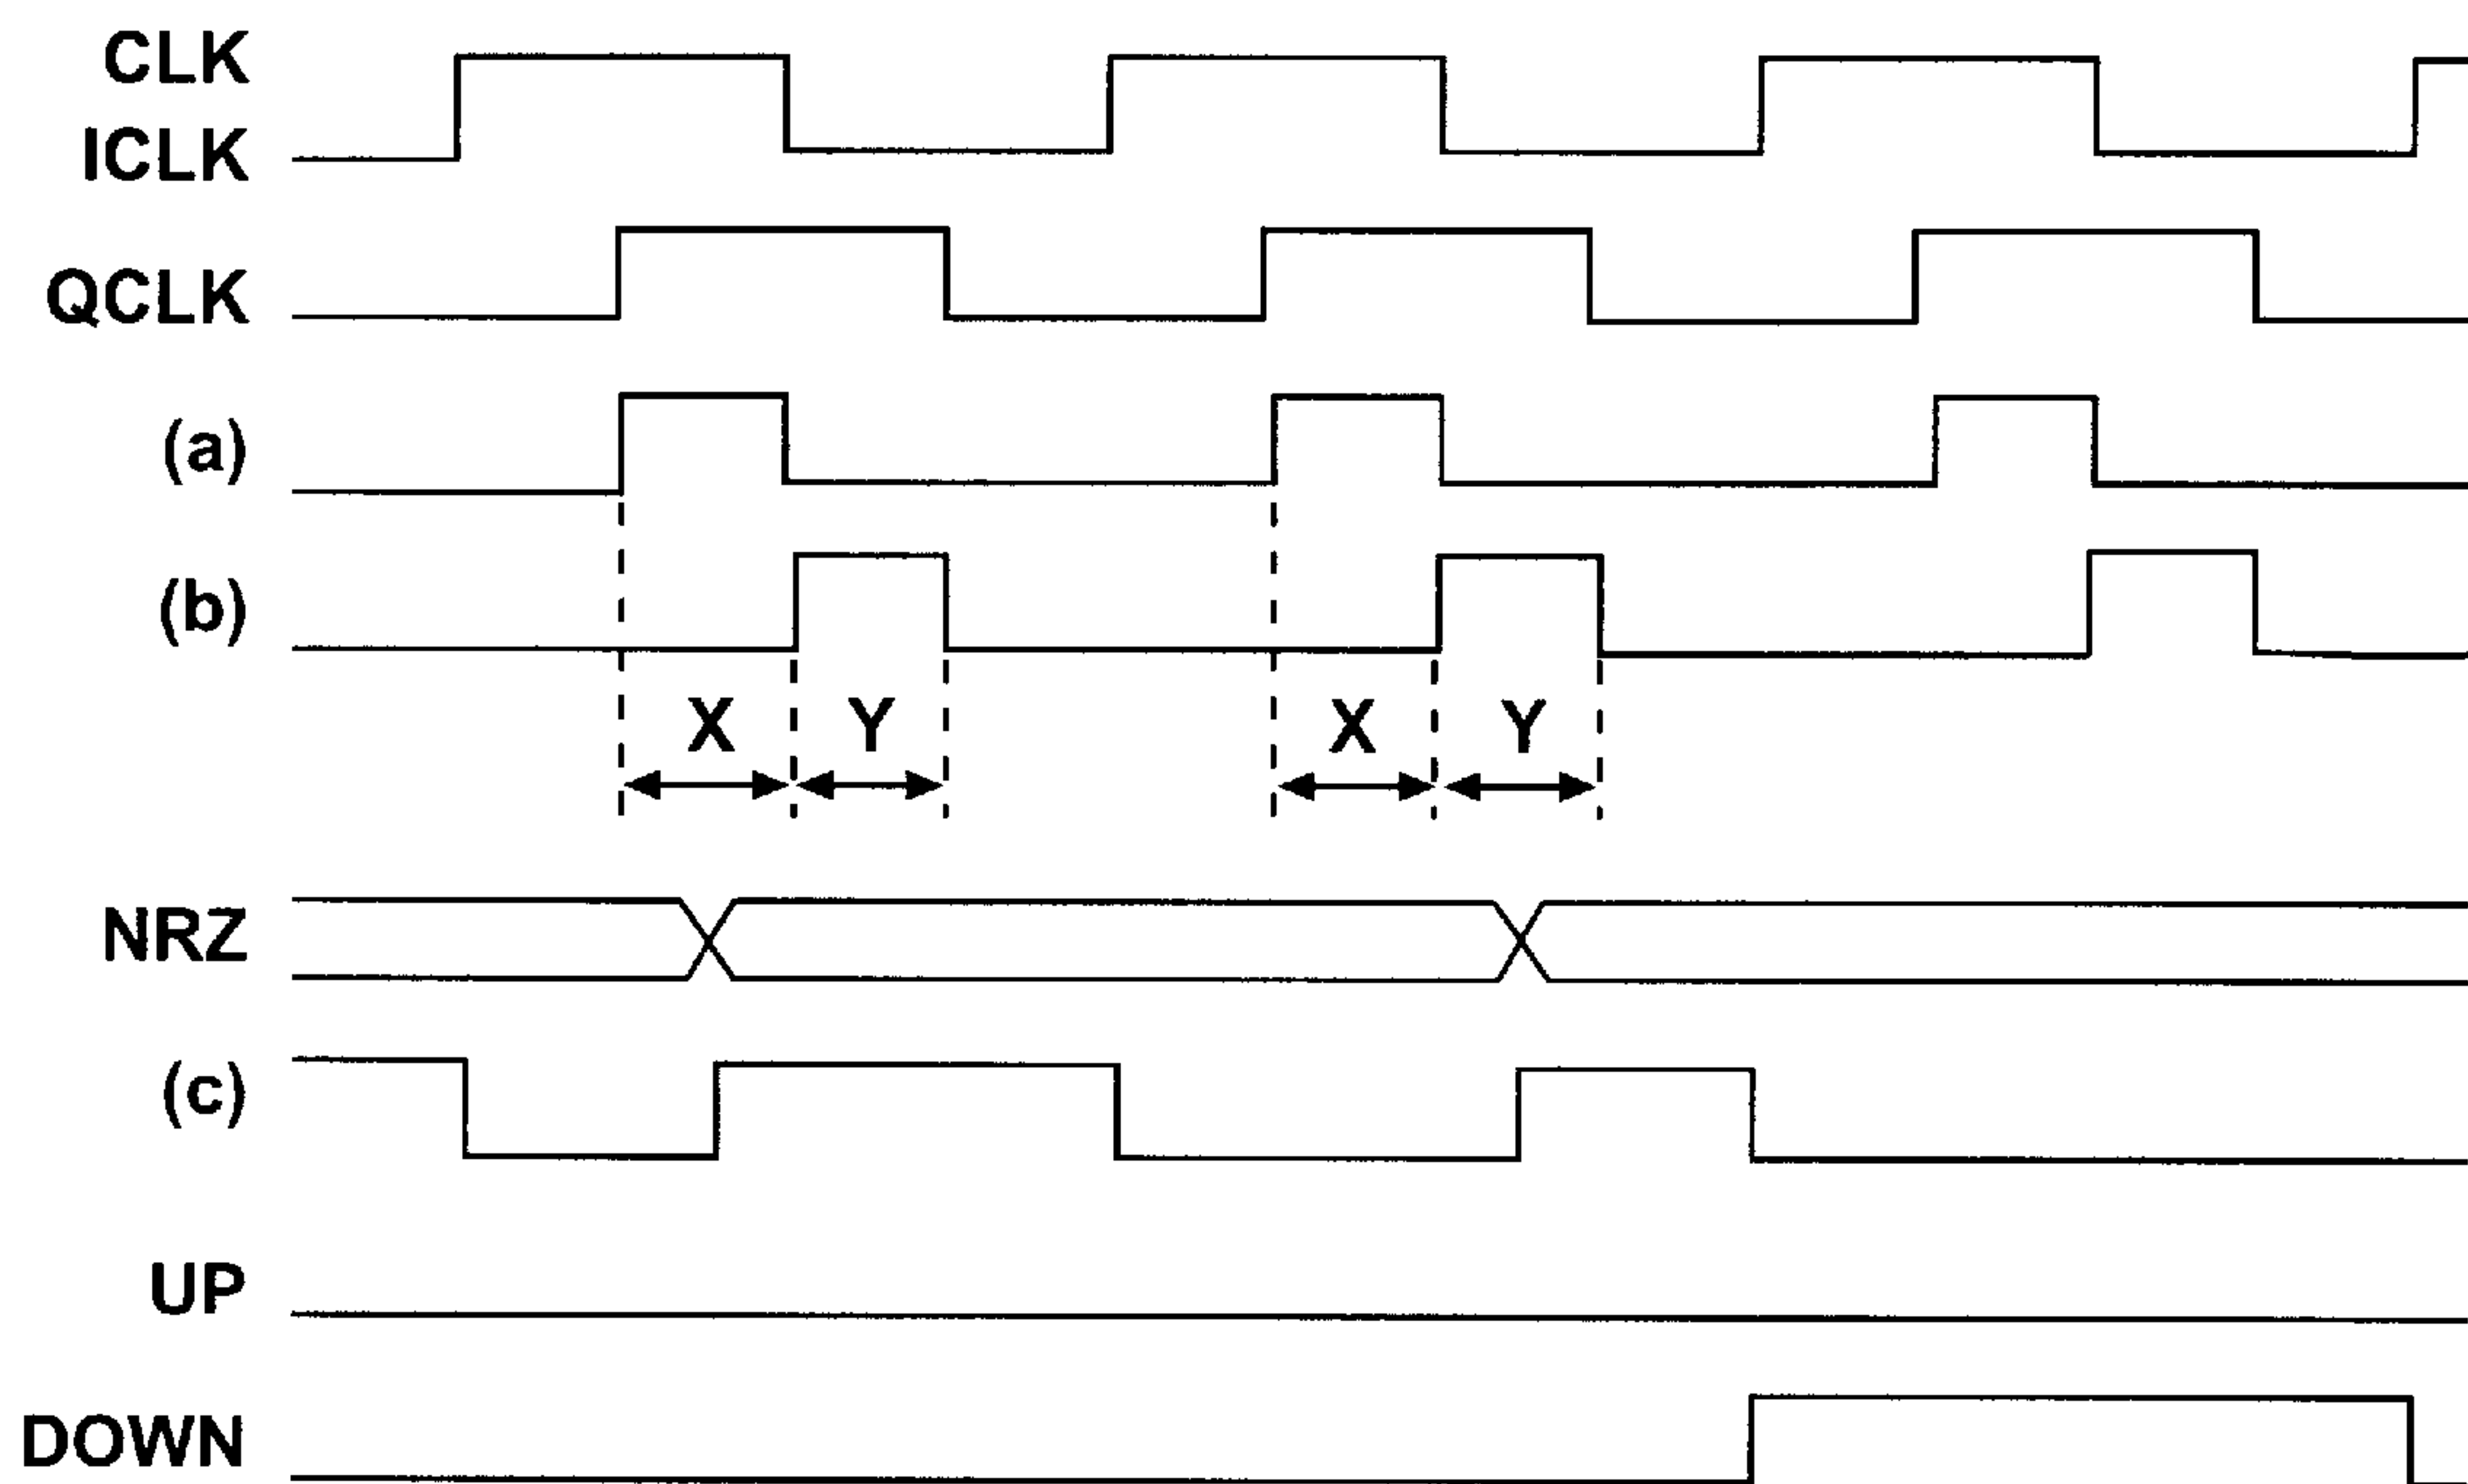 CLK
ICLK
QCLK
(a)
(b)
X Y X Y
NRZ
(c)
UP
DOWN